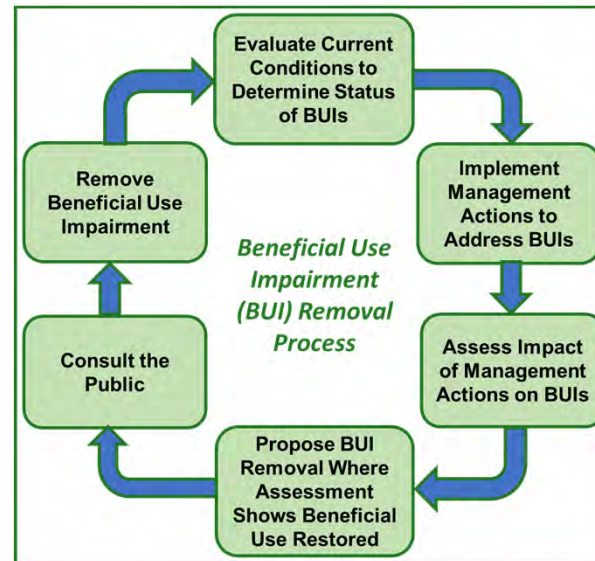 Evaluate Current
Conditions to
Determine Status
of BUIs
Implement
Management
Actions to
Address BUIs
Assess Impact
of Management
Actions on BUIs
Propose BUI
Removal Where
Assessment
Shows Beneficial
Use Restored
Consult the
Public
Remove
Beneficial Use
Impairment
Beneficial Use
Impairment
(BUI) Removal
Process